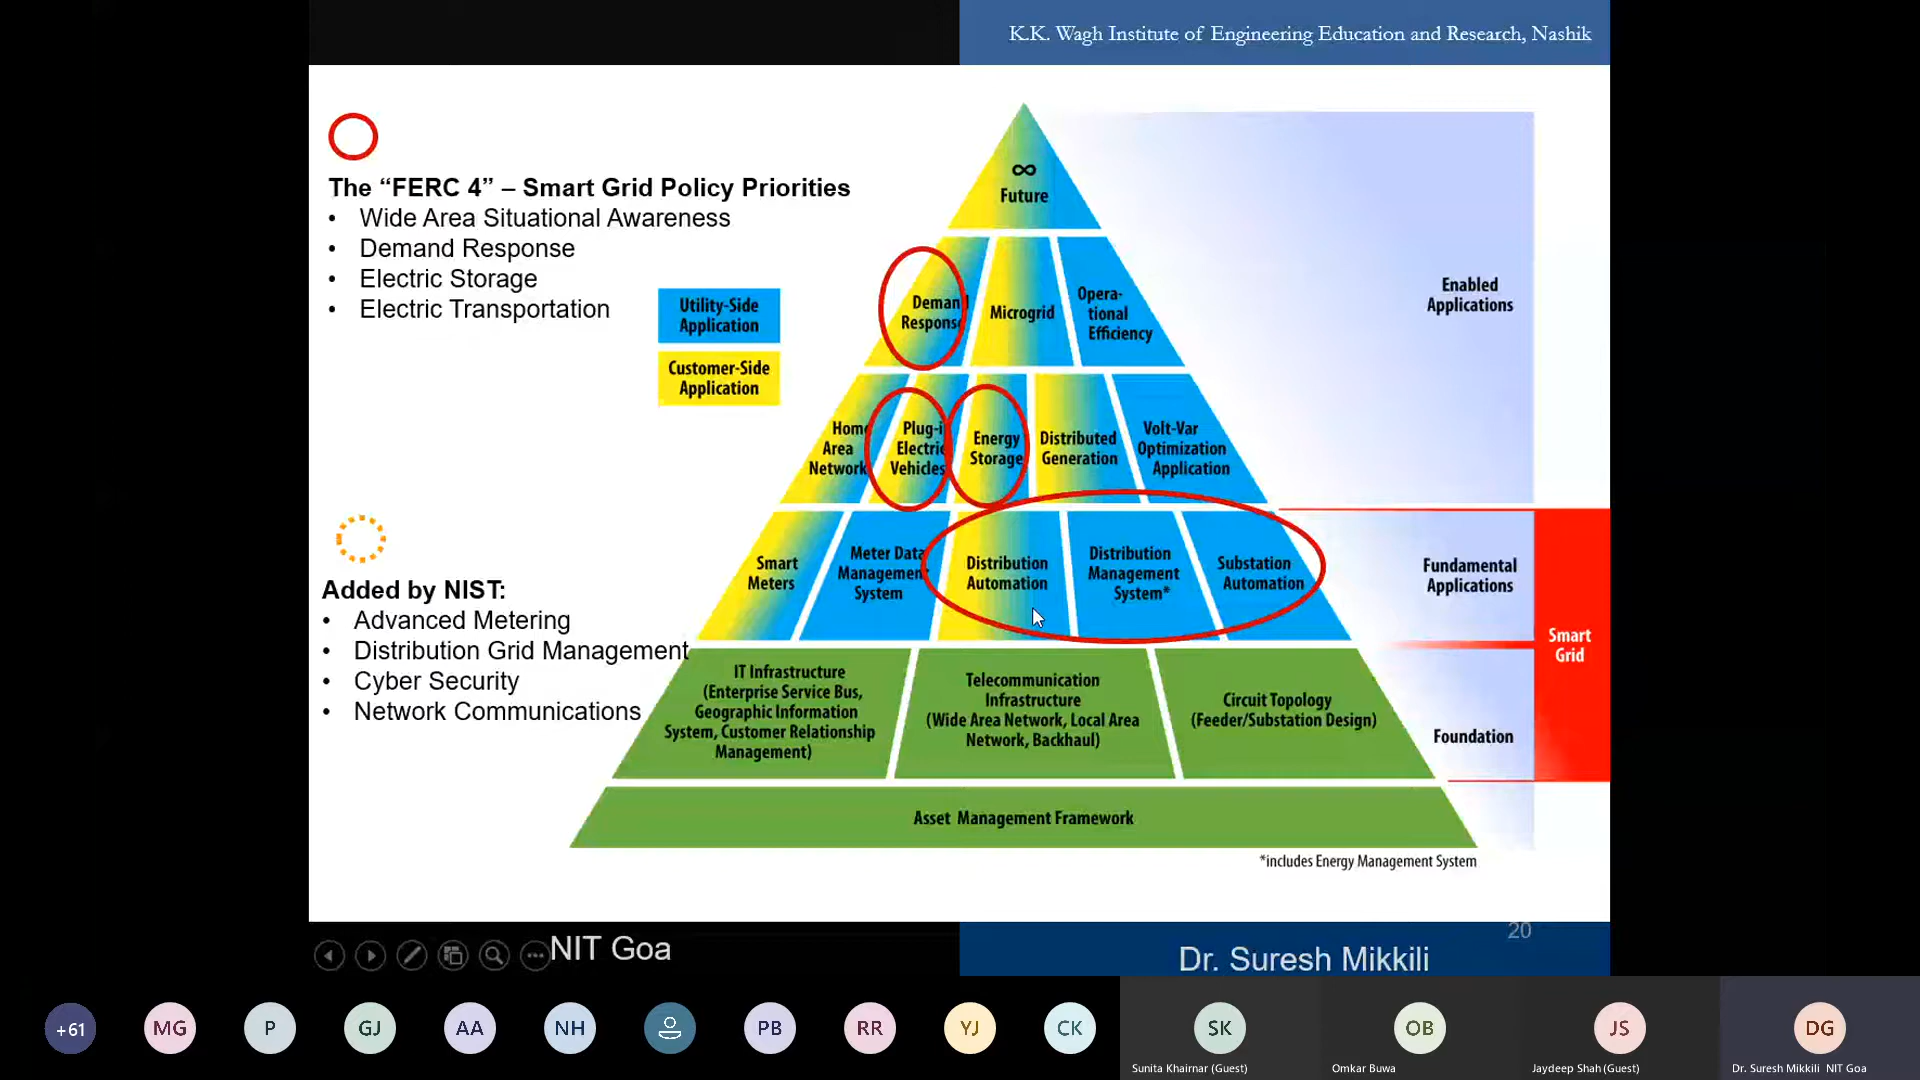 K.K. Wagh Institute of Engineering Education and Research, Nashik
The “FERC 4” – Smart Grid Policy Priorities
• Wide Area Situational Awareness
• Demand Response
• Electric Storage
• Electric Transportation
Utility-Side
Application
Customer-Side
Application
Added by NIST:
• Advanced Metering
• Distribution Grid Management
• Cyber Security
• Network Communications
∞
Future
Demand
Response
Microgrid
Opera-
tional
Efficiency
Enabled
Applications
Home
Area
Network
Plug-i
Electric
Vehicles
Energy
Storage
Distributed
Generation
Volt-Var
Optimization
Application
Smart
Meters
Meter Data
Management
System
Distribution
Automation
Distribution
Management
System*
Substation
Automation
Fundamental
Applications
Smart
Grid
IT Infrastructure
(Enterprise Service Bus,
Geographic Information
System, Customer Relationship
Management)
Telecommunication
Infrastructure
(Wide Area Network, Local Area
Network, Backhaul)
Circuit Topology
(Feeder/Substation Design)
Foundation
Asset Management Framework
*includes Energy Management System
20
NIT Goa
Dr. Suresh Mikkili
+61
MG
P
GJ
AA
NH
PB
RR
YJ
CK
SK
OB
JS
DG
Sunita Khairnar (Guest)
Omkar Buwa
Jaydeep Shah (Guest)
Dr. Suresh Mikkili NIT Goa